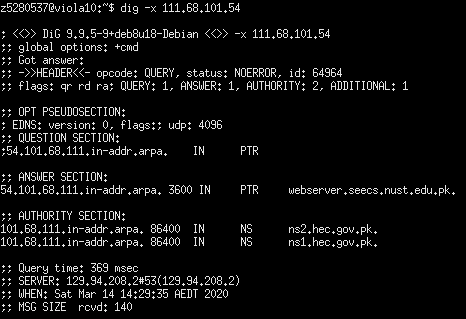 z5280537@viola10:~$ dig -x 111.68.101.54
; <<>> DiG 9.9.5-9+deb8u18-Debian <<>> -x 111.68.101.54
;; global options: +cmd
;; Got answer:
;; ->>HEADER<<- opcode: QUERY, status: NOERROR, id: 64964
;; flags: qr rd ra; QUERY: 1, ANSWER: 1, AUTHORITY: 2, ADDITIONAL: 1
;; OPT PSEUDOSECTION:
; EDNS: version: 0, flags:; udp: 4096
;; QUESTION SECTION:
;54.101.68.111.in-addr.arpa. IN PTR
;; ANSWER SECTION:
54.101.68.111.in-addr.arpa. 3600 IN PTR webserver.seecs.nust.edu.pk.
;; AUTHORITY SECTION:
101.68.111.in-addr.arpa. 86400 IN NS ns2.hec.gov.pk.
101.68.111.in-addr.arpa. 86400 IN NS ns1.hec.gov.pk.
;; Query time: 369 msec
;; SERVER: 129.94.208.2#53(129.94.208.2)
;; WHEN: Sat Mar 14 14:29:35 AEDT 2020
;; MSG SIZE rcvd: 140